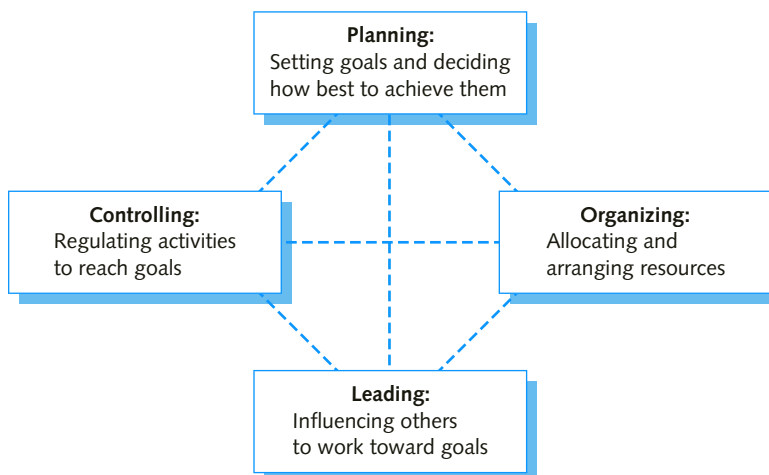 Planning:
Setting goals and deciding
how best to achieve them
Controlling:
Regulating activities
to reach goals
Organizing:
Allocating and
arranging resources
Leading:
Influencing others
to work toward goals